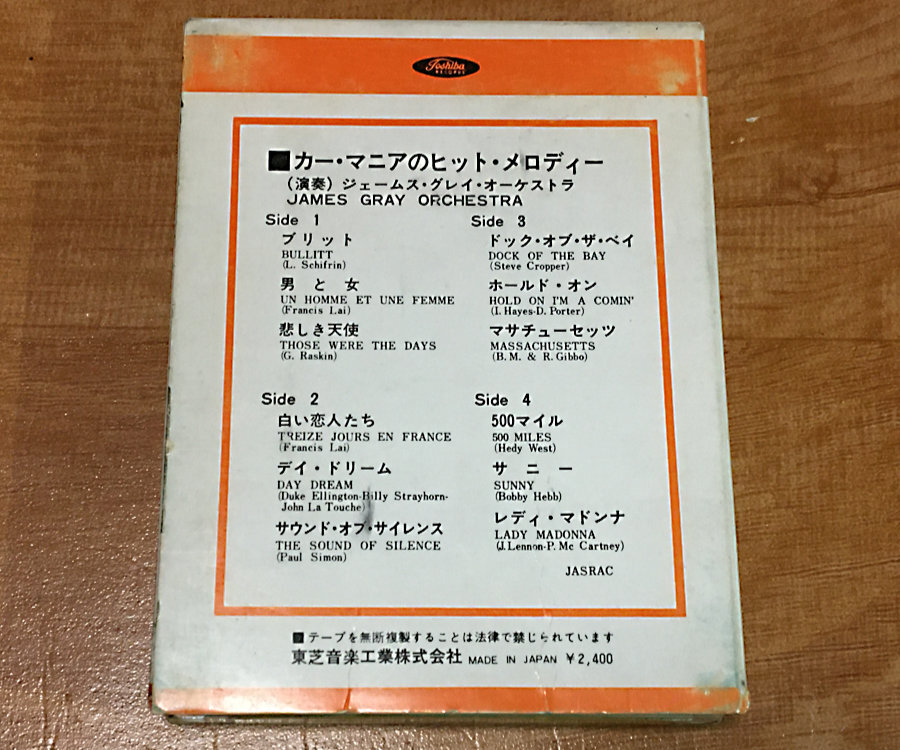 Toshiba
RECORDS
■カー・マニアのヒット・メロディー
(演奏)ジェームス・グレイ・オーケストラ
JAMES GRAY ORCHESTRA
Side 1
ブリット
BULLITT
(L. Schifrin)
男と女
UN HOMME ET UNE FEMME
(Francis Lai)
悲しき天使
THOSE WERE THE DAYS
(G. Raskin)
Side 2
白い恋人たち
TREIZE JOURS EN FRANCE
(Francis Lai)
デイ・ドリーム
DAY DREAM
(Duke Ellington-Billy Strayhorn-
John La Touche)
サウンド・オブ・サイレンス
THE SOUND OF SILENCE
(Paul Simon)
Side 3
ドック・オブ・ザ・ベイ
DOCK OF THE BAY
(Steve Cropper)
ホールド・オン
HOLD ON I'M A COMIN'
(I. Hayes-D. Porter)
マサチューセッツ
MASSACHUSETTS
(B. M. & R. Gibbo)
Side 4
500マイル
500 MILES
(Hedy West)
サニー
SUNNY
(Bobby Hebb)
レディ・マドンナ
LADY MADONNA
(J. Lennon-P. Mc Cartney)
JASRAC
■テープを無断複製することは法律で禁じられています
東芝音楽工業株式会社 MADE IN JAPAN ¥2,400